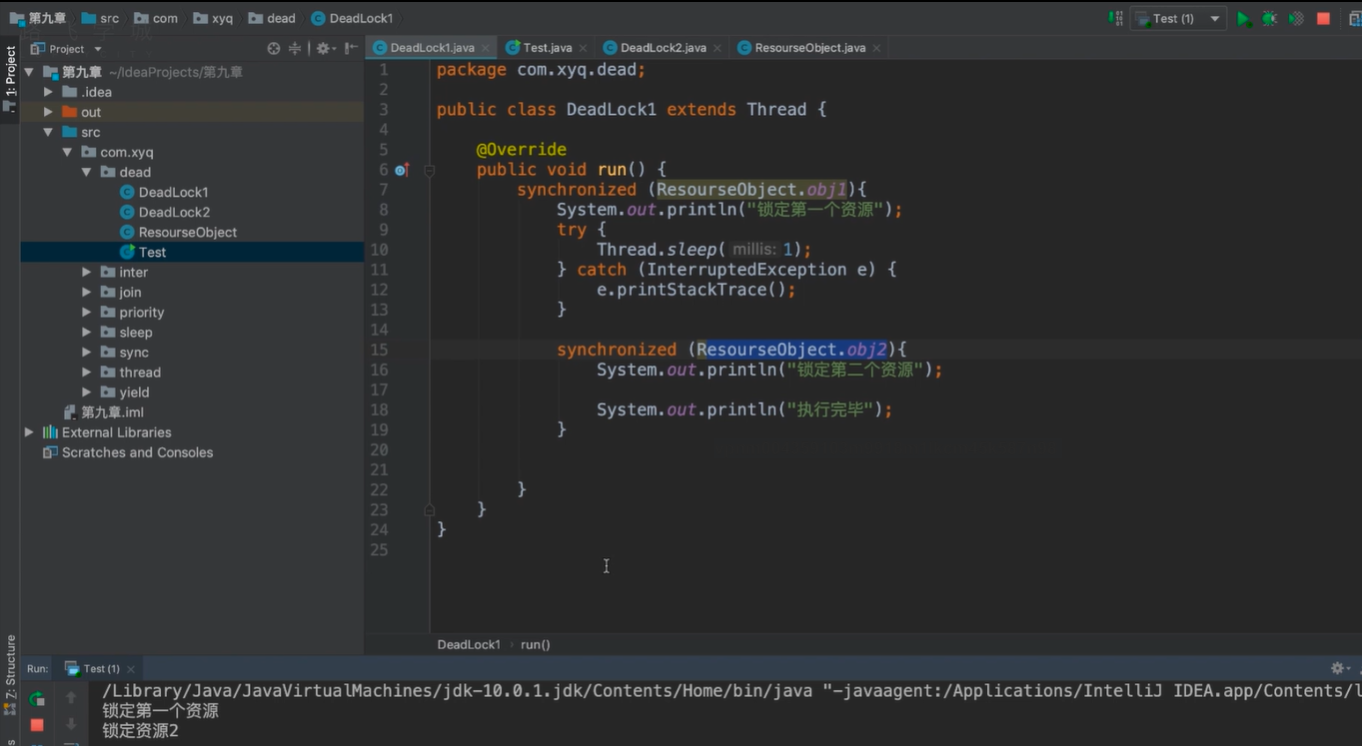 第九章 src com xyq dead DeadLock1 Test (1)
Project DeadLock1.java Test.java DeadLock2.java ResourseObject.java
1: Project
第九章 ~/IdeaProjects/第九章
.idea
out
src
com.xyq
dead
DeadLock1
DeadLock2
ResourseObject
Test
inter
join
priority
sleep
sync
thread
yield
第九章.iml
External Libraries
Scratches and Consoles
1 package com.xyq.dead;
2
3 public class DeadLock1 extends Thread {
4
5 @Override
6 public void run() {
7 synchronized (ResourseObject.obj1){
8 System.out.println("锁定第一个资源");
9 try {
10 Thread.sleep( millis: 1);
11 } catch (InterruptedException e) {
12 e.printStackTrace();
13 }
14
15 synchronized (ResourseObject.obj2){
16 System.out.println("锁定第二个资源");
17
18 System.out.println("执行完毕");
19 }
20
21
22 }
23 }
24 }
25
DeadLock1 › run()
7: Structure
Run: Test (1)
/Library/Java/JavaVirtualMachines/jdk-10.0.1.jdk/Contents/Home/bin/java "-javaagent:/Applications/IntelliJ IDEA.app/Contents/
锁定第一个资源
锁定资源2